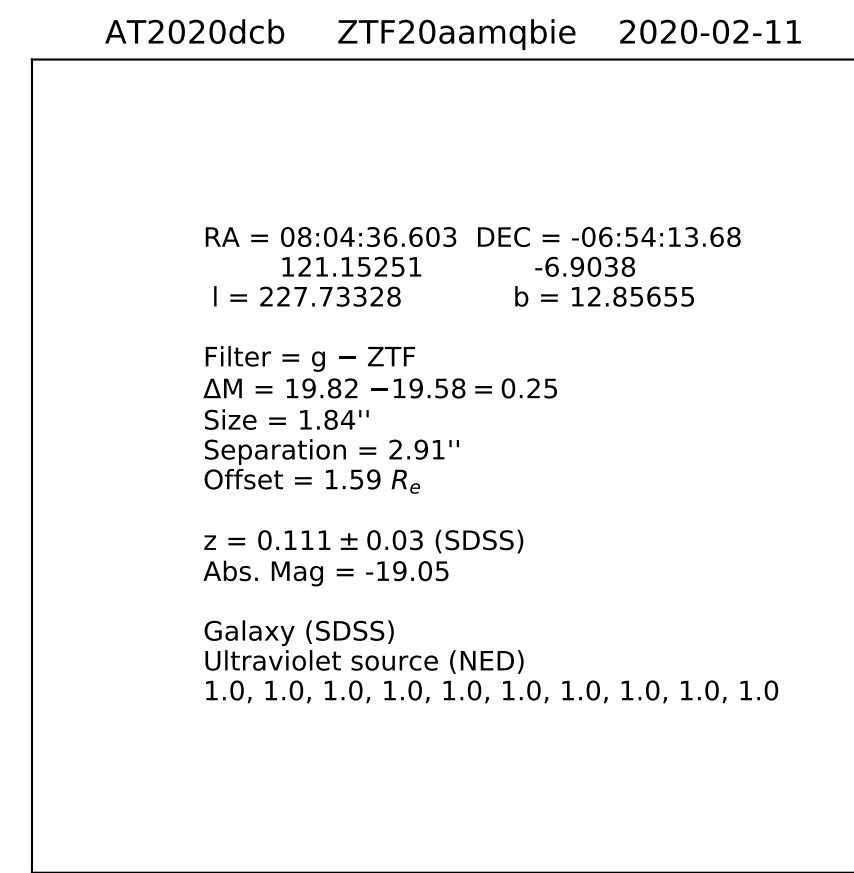 AT2020dcb ZTF20aamqbie 2020-02-11
RA = 08:04:36.603 DEC = -06:54:13.68
121.15251 -6.9038
l = 227.73328 b = 12.85655
Filter = g − ZTF
ΔM = 19.82 −19.58 = 0.25
Size = 1.84''
Separation = 2.91''
Offset = 1.59 Re
z = 0.111 ± 0.03 (SDSS)
Abs. Mag = -19.05
Galaxy (SDSS)
Ultraviolet source (NED)
1.0, 1.0, 1.0, 1.0, 1.0, 1.0, 1.0, 1.0, 1.0, 1.0